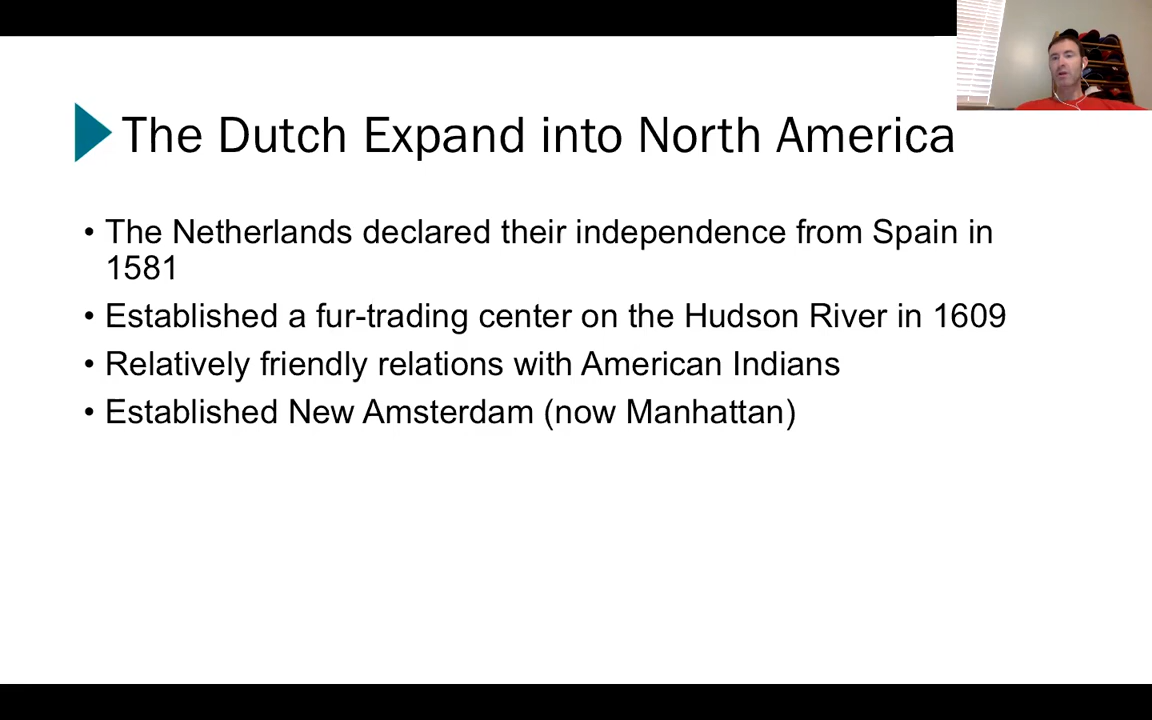 The Dutch Expand into North America
• The Netherlands declared their independence from Spain in
1581
• Established a fur-trading center on the Hudson River in 1609
• Relatively friendly relations with American Indians
• Established New Amsterdam (now Manhattan)